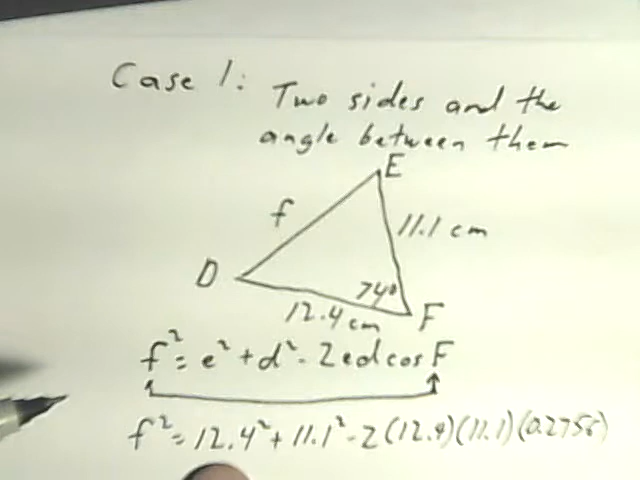 Case 1: Two sides and the
angle between them
E
f
11.1 cm
D
74°
12.4 cm
F
f² = e² + d² - 2ed cos F
f² = 12.4² + 11.1² - 2(12.4)(11.1)(0.2756)